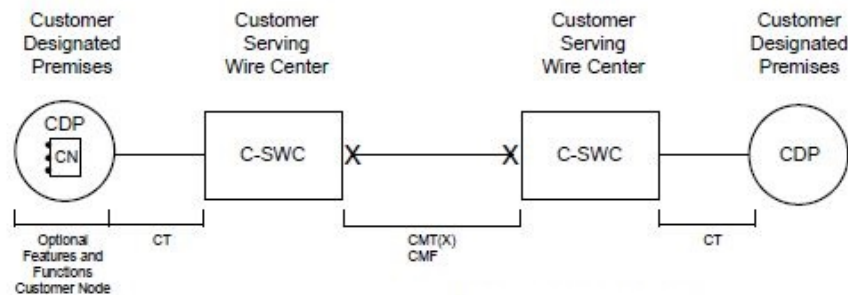 Customer
Designated
Premises
Customer
Serving
Wire Center
Customer
Serving
Wire Center
Customer
Designated
Premises
CDP
CN
C-SWC
X
X
C-SWC
CDP
Optional
Features and
Functions
Customer Node
CT
CMT(X)
CMF
CT